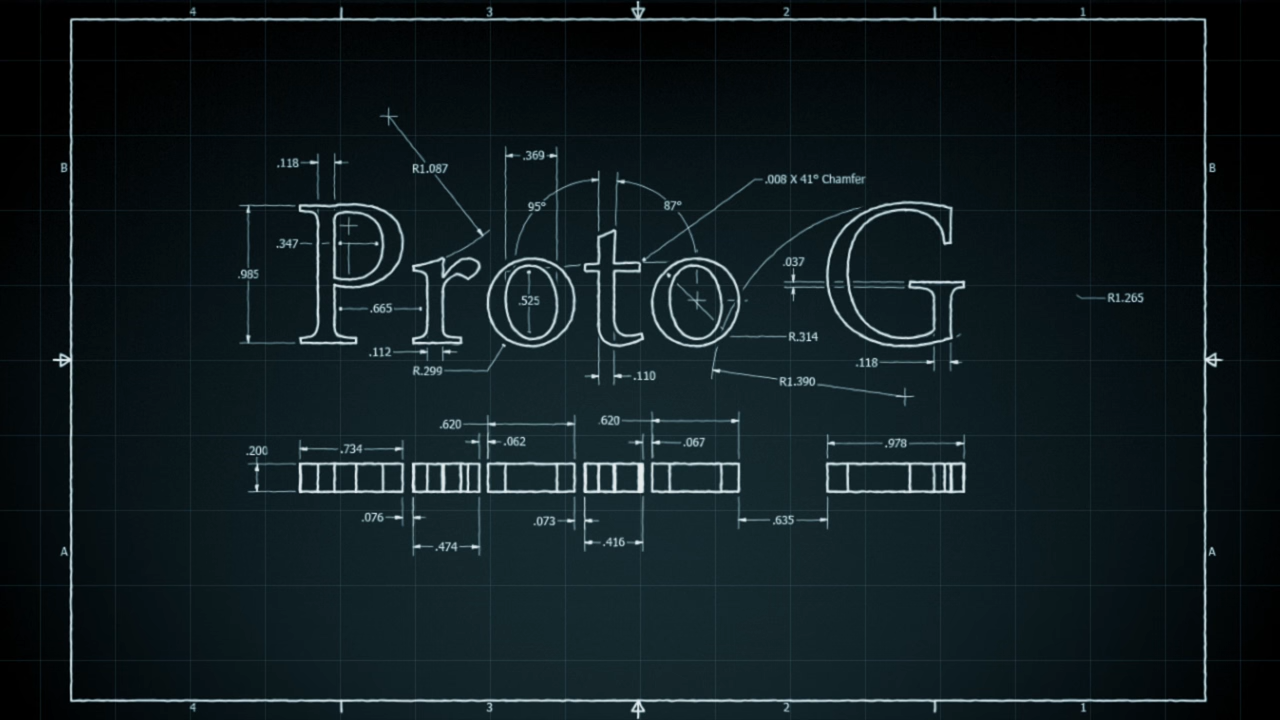 4 3 2 1
B B
.118 R1.087 .369 .008 X 41° Chamfer
95° 87°
Proto G
.347 .037
.985 .525
.665 R1.265
.112 R.299 .110 R.314 R1.390 .118
.620 .620
.200 .734 .062 .067 .978
.076 .073 .635
.474 .416
A A
4 3 2 1